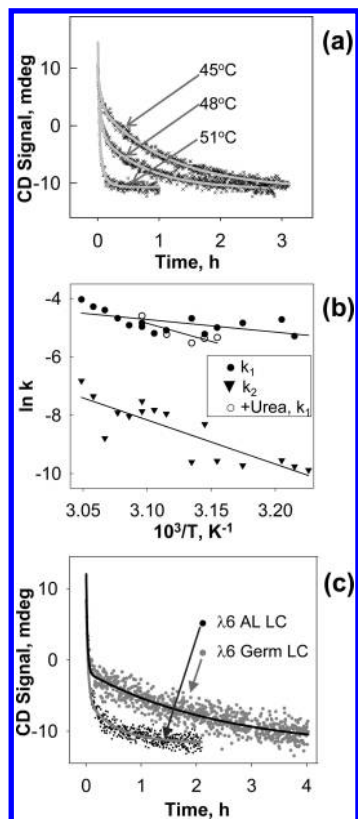 (a)
CD Signal, mdeg
10
0
-10
45°C
48°C
51°C
0 1 2 3
Time, h
(b)
ln k
-4
-6
-8
-10
k₁
k₂
+Urea, k₁
3.05 3.10 3.15 3.20
10³/T, K⁻¹
(c)
CD Signal, mdeg
10
0
-10
λ6 AL LC
λ6 Germ LC
0 1 2 3 4
Time, h